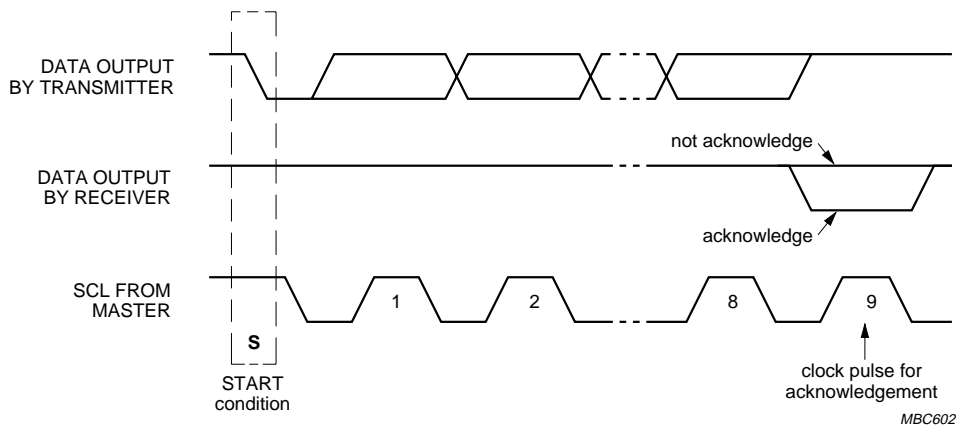 DATA OUTPUT
BY TRANSMITTER
not acknowledge
DATA OUTPUT
BY RECEIVER
acknowledge
SCL FROM
MASTER
1
2
8
9
S
START
condition
clock pulse for
acknowledgement
MBC602